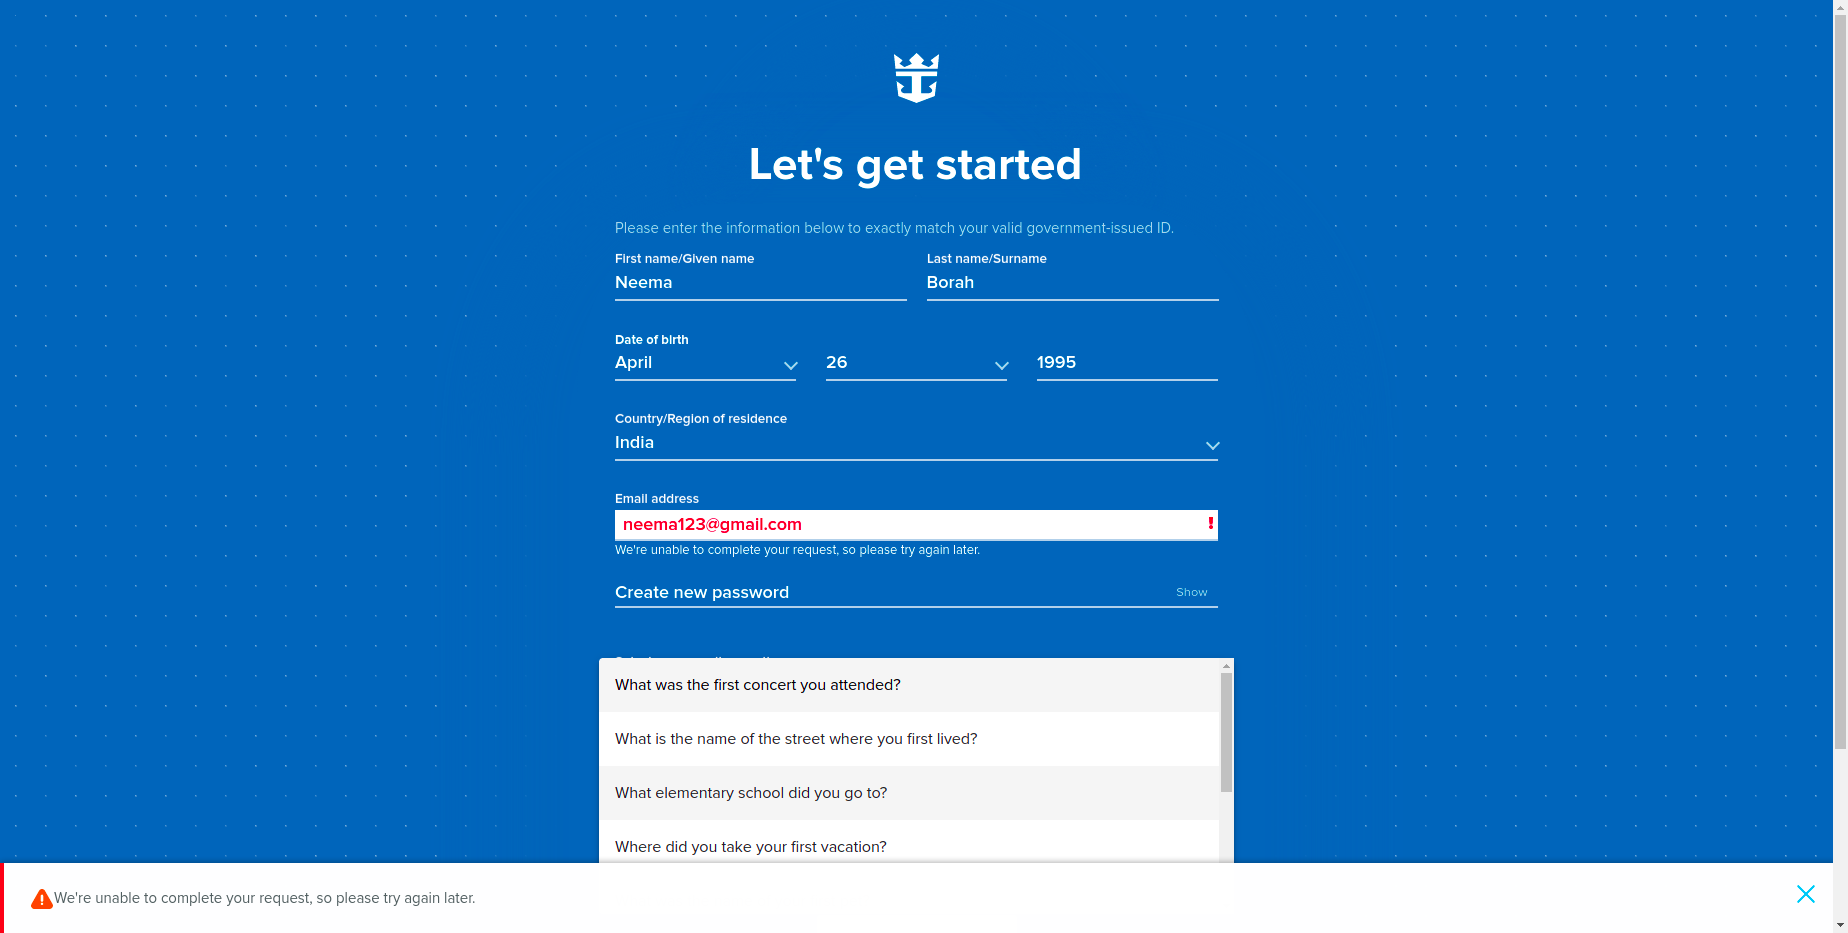 Let's get started
Please enter the information below to exactly match your valid government-issued ID.
First name/Given name
Last name/Surname
Neema
Borah
Date of birth
April
26
1995
Country/Region of residence
India
Email address
neema123@gmail.com
We're unable to complete your request, so please try again later.
Create new password
Show
What was the first concert you attended?
What is the name of the street where you first lived?
What elementary school did you go to?
Where did you take your first vacation?
We're unable to complete your request, so please try again later.